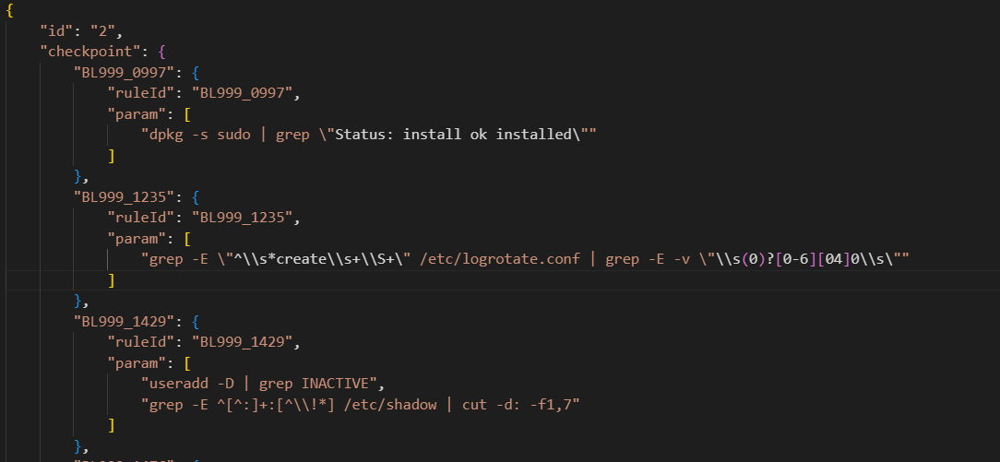 {
"id": "2",
"checkpoint": {
"BL999_0997": {
"ruleId": "BL999_0997",
"param": [
"dpkg -s sudo | grep \"Status: install ok installed\""
]
},
"BL999_1235": {
"ruleId": "BL999_1235",
"param": [
"grep -E \"^\\s*create\\s+\\S+\" /etc/logrotate.conf | grep -E -v \"\\s(0)?[0-6][04]0\\s\""
]
},
"BL999_1429": {
"ruleId": "BL999_1429",
"param": [
"useradd -D | grep INACTIVE",
"grep -E ^[^:]+:[^\\!*] /etc/shadow | cut -d: -f1,7"
]
},